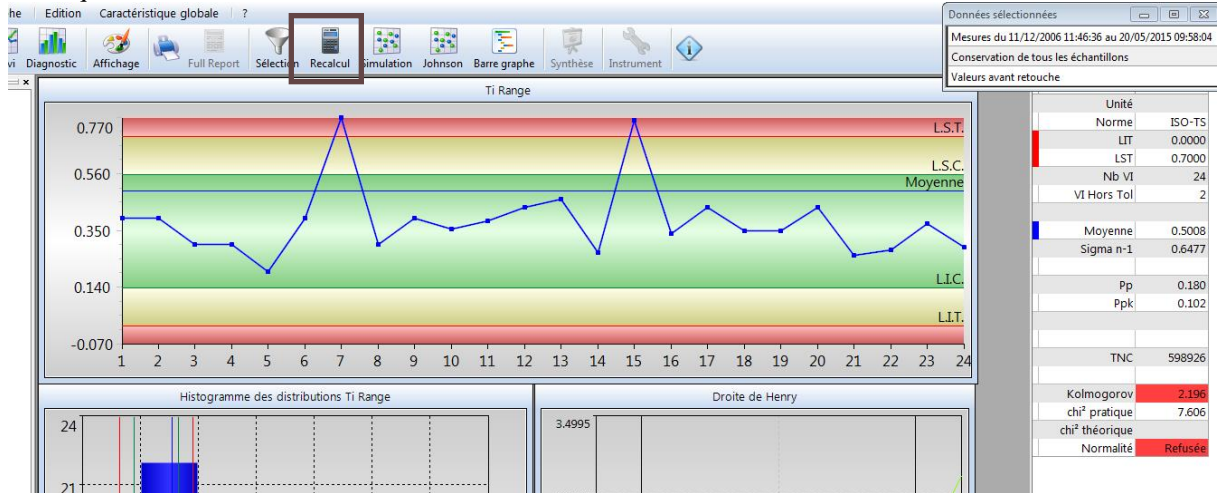 he Edition Caractéristique globale ?
vi Diagnostic Affichage Full Report Sélection Recalcul Simulation Johnson Barre graphe Synthèse Instrument
Données sélectionnées
Mesures du 11/12/2006 11:46:36 au 20/05/2015 09:58:04
Conservation de tous les échantillons
Valeurs avant retouche
Ti Range
0.770
0.560
0.350
0.140
-0.070
L.S.T.
L.S.C.
Moyenne
L.I.C.
L.I.T.
1 2 3 4 5 6 7 8 9 10 11 12 13 14 15 16 17 18 19 20 21 22 23 24
Unité
Norme ISO-TS
LIT 0.0000
LST 0.7000
Nb VI 24
VI Hors Tol 2
Moyenne 0.5008
Sigma n-1 0.6477
Pp 0.180
Ppk 0.102
TNC 598926
Kolmogorov 2.196
chi² pratique 7.606
chi² théorique
Normalité Refusée
Histogramme des distributions Ti Range
24
21
Droite de Henry
3.4995